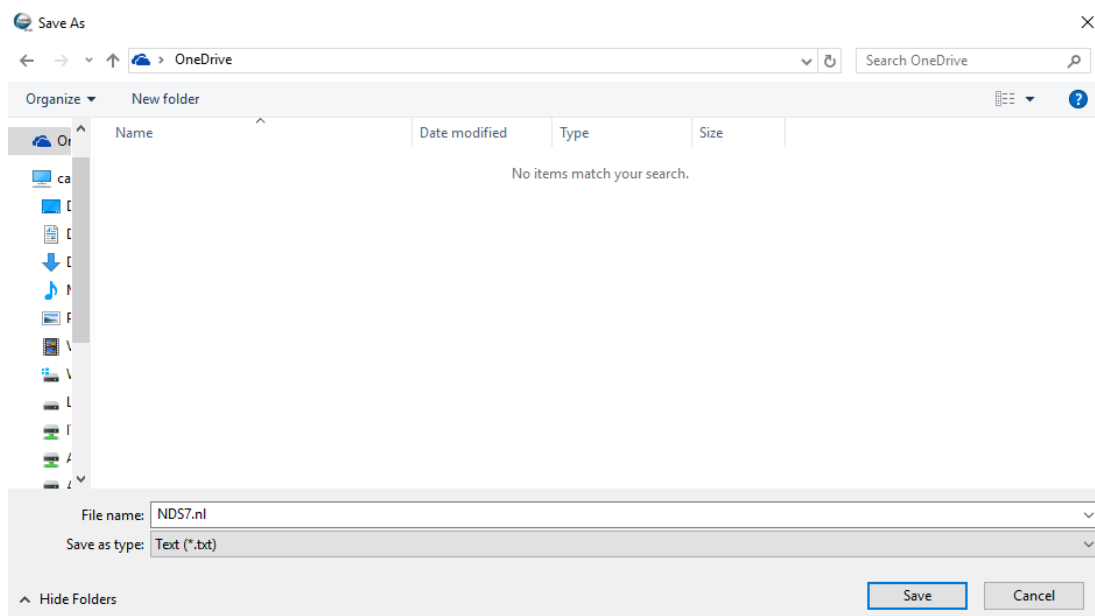 Save As
OneDrive
Search OneDrive
Organize
New folder
?
Name
Date modified
Type
Size
No items match your search.
ca
File name: NDS7.nl
Save as type: Text (*.txt)
Hide Folders
Save
Cancel